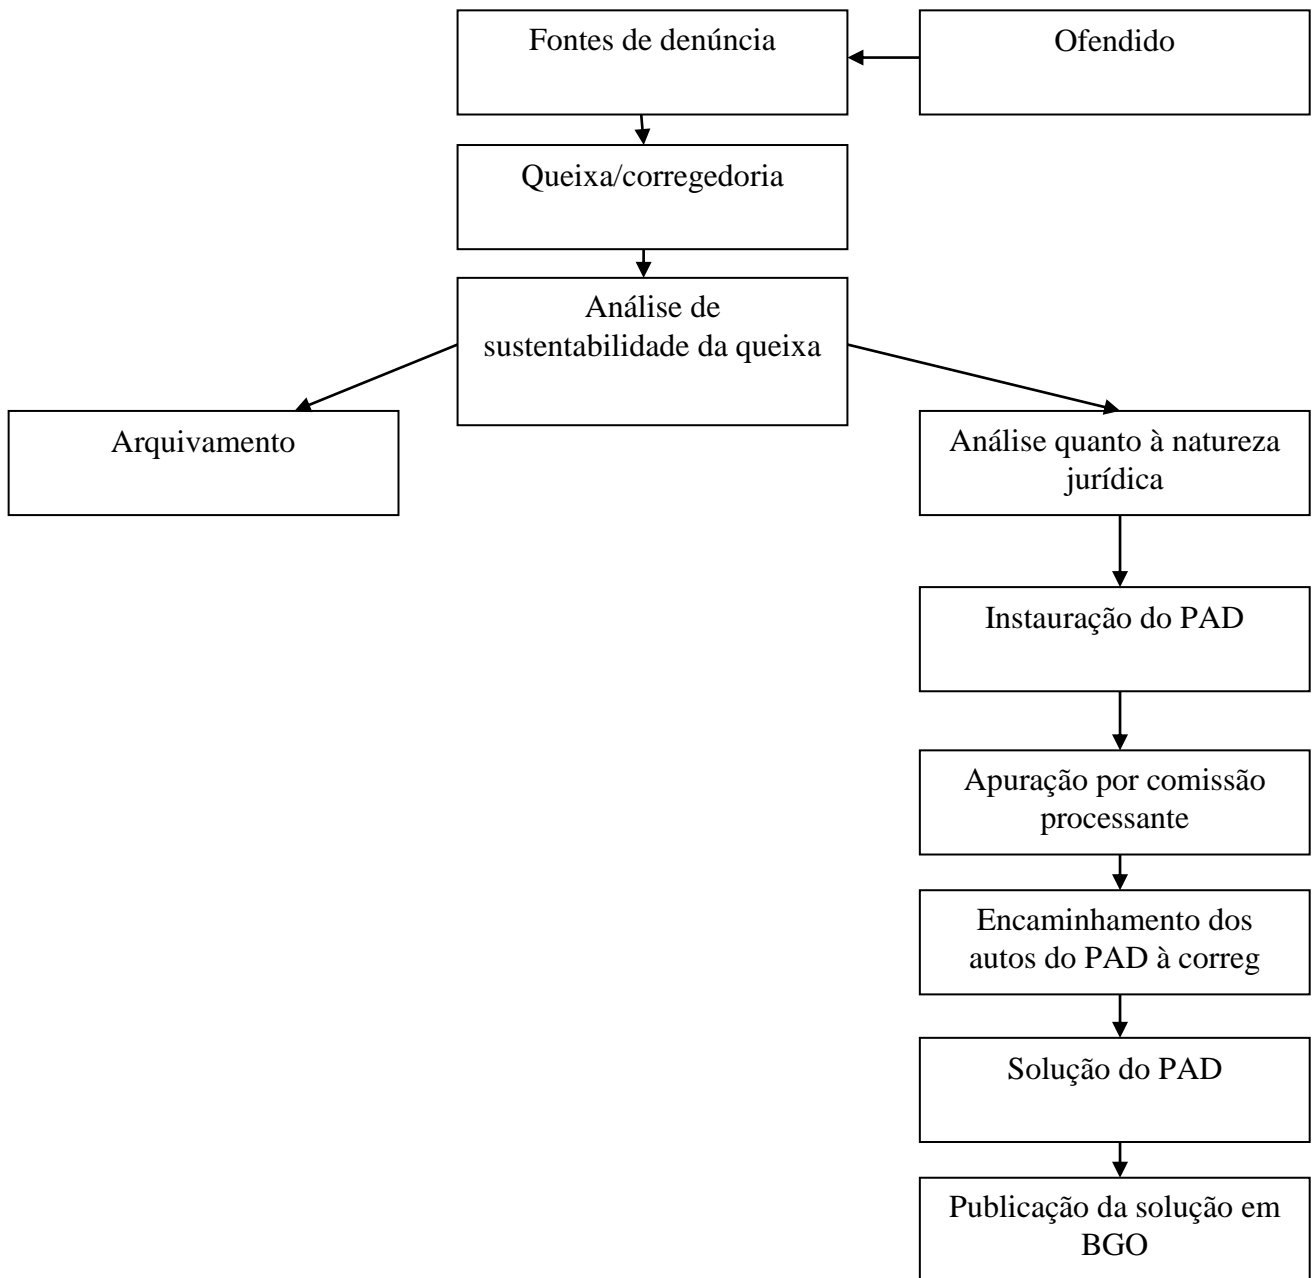 Fontes de denúncia
Ofendido
Queixa/corregedoria
Análise de
sustentabilidade da queixa
Arquivamento
Análise quanto à natureza
jurídica
Instauração do PAD
Apuração por comissão
processante
Encaminhamento dos
autos do PAD à correg
Solução do PAD
Publicação da solução em
BGO